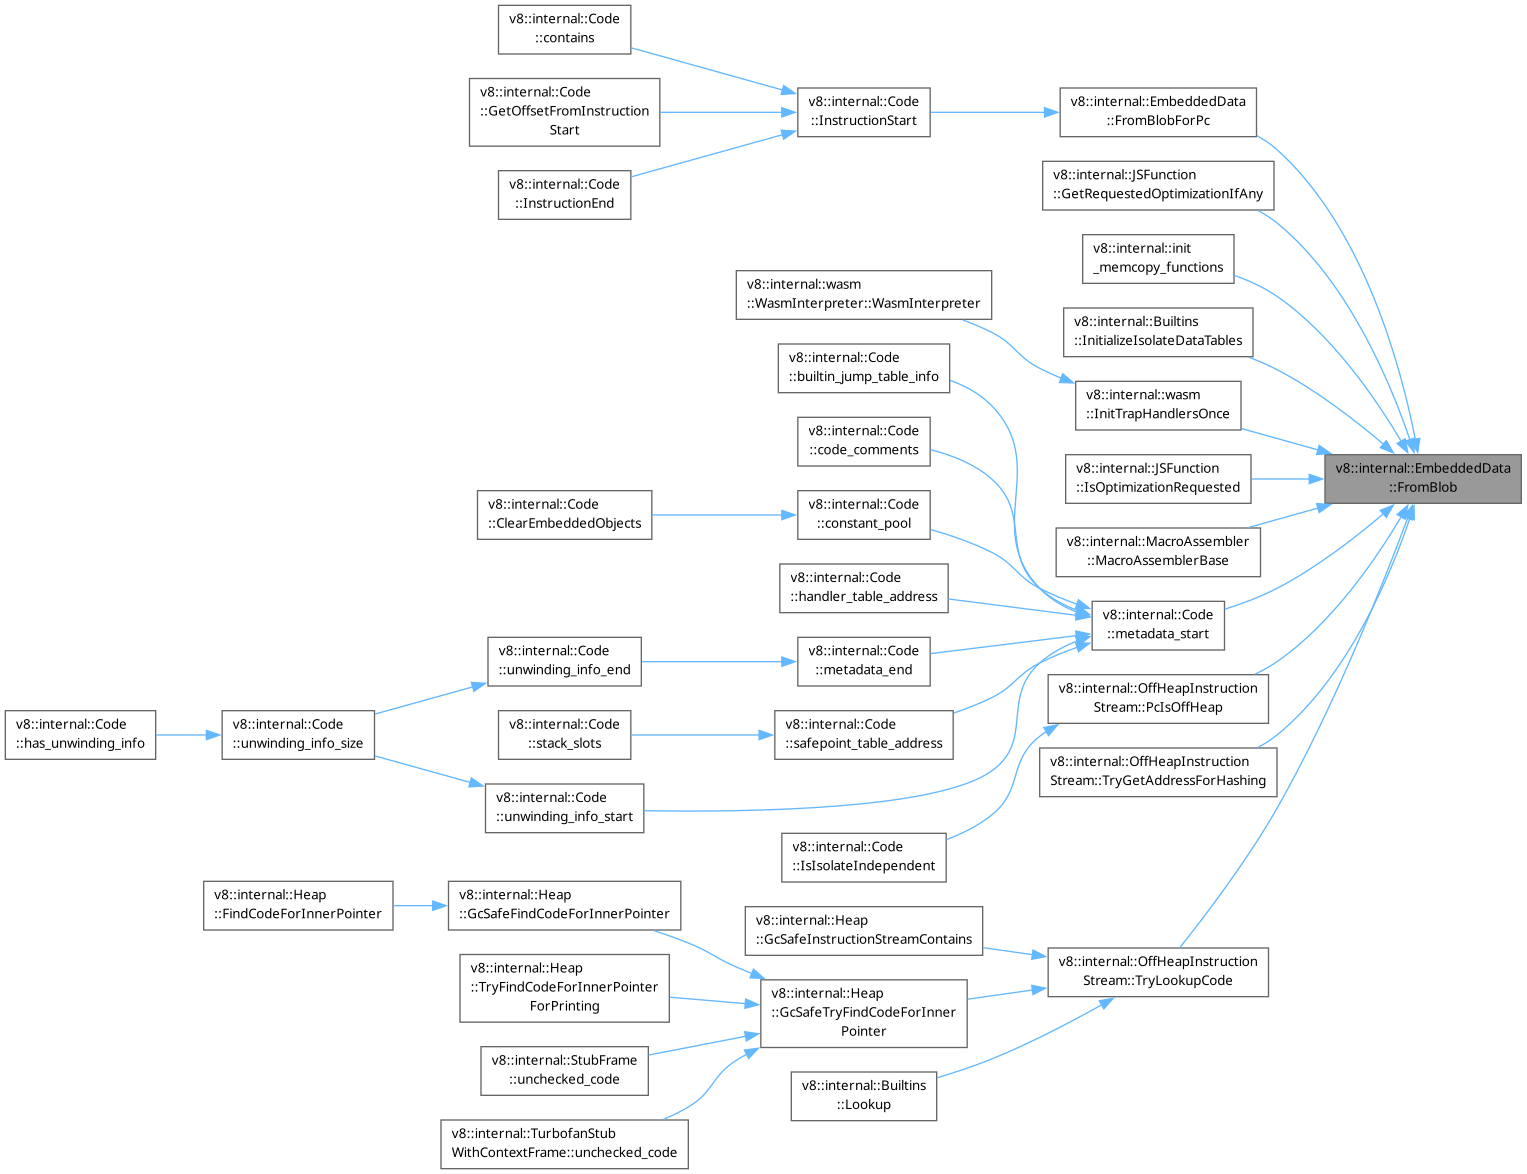 v8::internal::Code
::contains
v8::internal::Code
::GetOffsetFromInstruction
Start
v8::internal::Code
::InstructionEnd
v8::internal::Code
::InstructionStart
v8::internal::EmbeddedData
::FromBlobForPc
v8::internal::JSFunction
::GetRequestedOptimizationIfAny
v8::internal::init
_memcopy_functions
v8::internal::Builtins
::InitializeIsolateDataTables
v8::internal::wasm
::WasmInterpreter::WasmInterpreter
v8::internal::wasm
::InitTrapHandlersOnce
v8::internal::Code
::builtin_jump_table_info
v8::internal::Code
::code_comments
v8::internal::JSFunction
::IsOptimizationRequested
v8::internal::EmbeddedData
::FromBlob
v8::internal::Code
::ClearEmbeddedObjects
v8::internal::Code
::constant_pool
v8::internal::MacroAssembler
::MacroAssemblerBase
v8::internal::Code
::handler_table_address
v8::internal::Code
::metadata_start
v8::internal::Code
::unwinding_info_end
v8::internal::Code
::metadata_end
v8::internal::OffHeapInstruction
Stream::PcIsOffHeap
v8::internal::Code
::has_unwinding_info
v8::internal::Code
::unwinding_info_size
v8::internal::Code
::stack_slots
v8::internal::Code
::safepoint_table_address
v8::internal::OffHeapInstruction
Stream::TryGetAddressForHashing
v8::internal::Code
::unwinding_info_start
v8::internal::Code
::IsIsolateIndependent
v8::internal::Heap
::FindCodeForInnerPointer
v8::internal::Heap
::GcSafeFindCodeForInnerPointer
v8::internal::Heap
::GcSafeInstructionStreamContains
v8::internal::OffHeapInstruction
Stream::TryLookupCode
v8::internal::Heap
::TryFindCodeForInnerPointer
ForPrinting
v8::internal::Heap
::GcSafeTryFindCodeForInner
Pointer
v8::internal::StubFrame
::unchecked_code
v8::internal::Builtins
::Lookup
v8::internal::TurbofanStub
WithContextFrame::unchecked_code